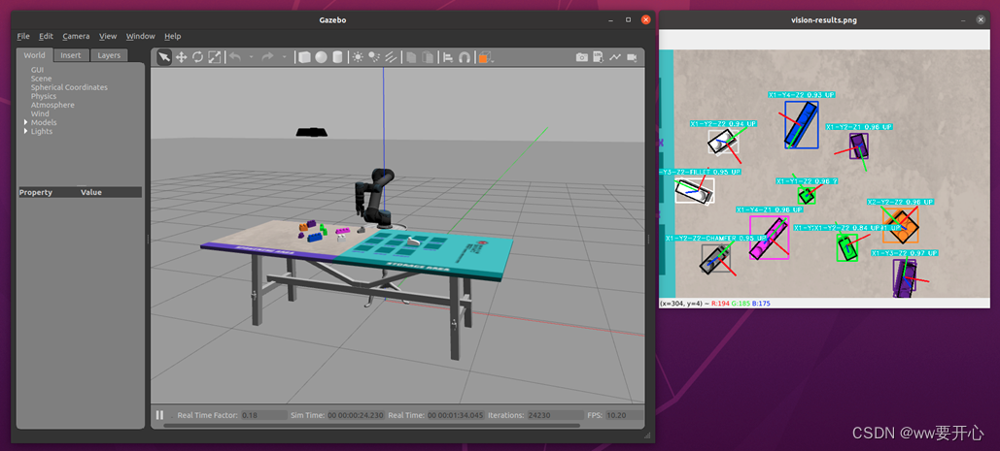 Gazebo
File Edit Camera View Window Help
World Insert Layers
GUI
Scene
Spherical Coordinates
Physics
Atmosphere
Wind
Models
Lights
Property Value
STORAGE AREA
Real Time Factor: 0.18 Sim Time: 00 00:00:24.230 Real Time: 00 00:01:34.045 Iterations: 24230 FPS: 10.20
vision-results.png
X1-Y4-Z2 0.93 UP
X1-Y2-Z2 0.94 UP
X1-Y2-Z1 0.96 UP
Y3-Z2-FILLET 0.95 UP
X1-Y1-Z2 0.96 ?
X2-Y2-Z2 0.96
X1-Y4-Z1 0.98 UP
X1-Y2-Z2 0.84 UP
Y2-Z2-CHAMFER 0.95 UP
X1-Y3-Z2 0.97 UP
(x=304, y=4) ~ R:194 G:185 B:175
CSDN @ww要开心